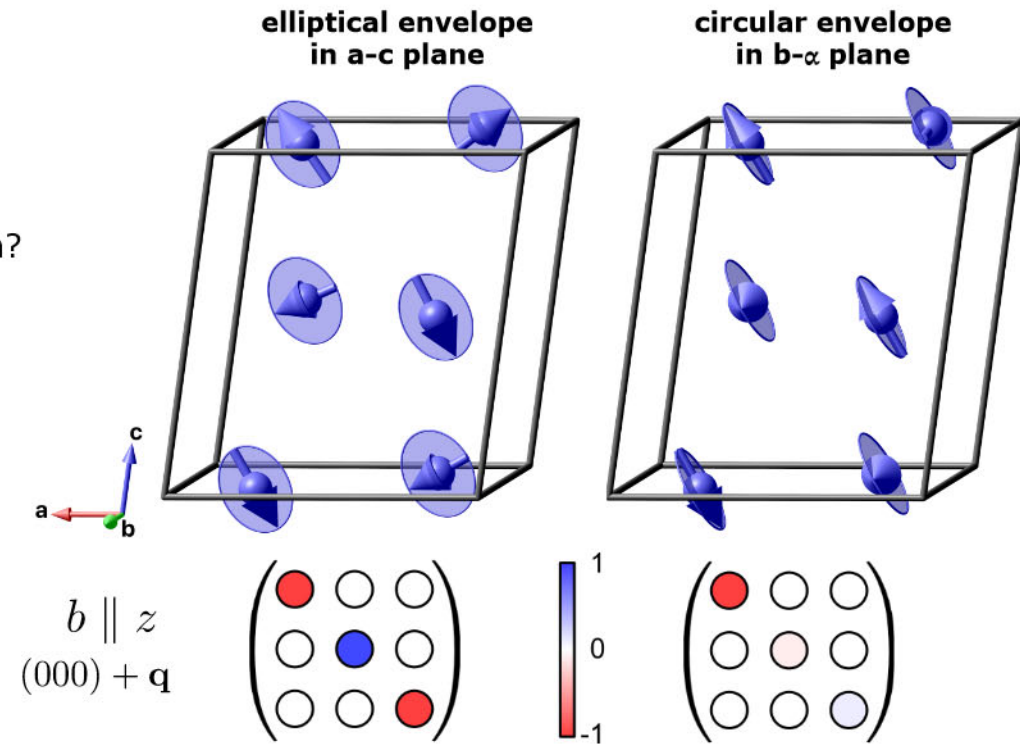 elliptical envelope
in a-c plane
circular envelope
in b-α plane
?
c
a
b
b ∥ z
(000) + q
1
0
-1